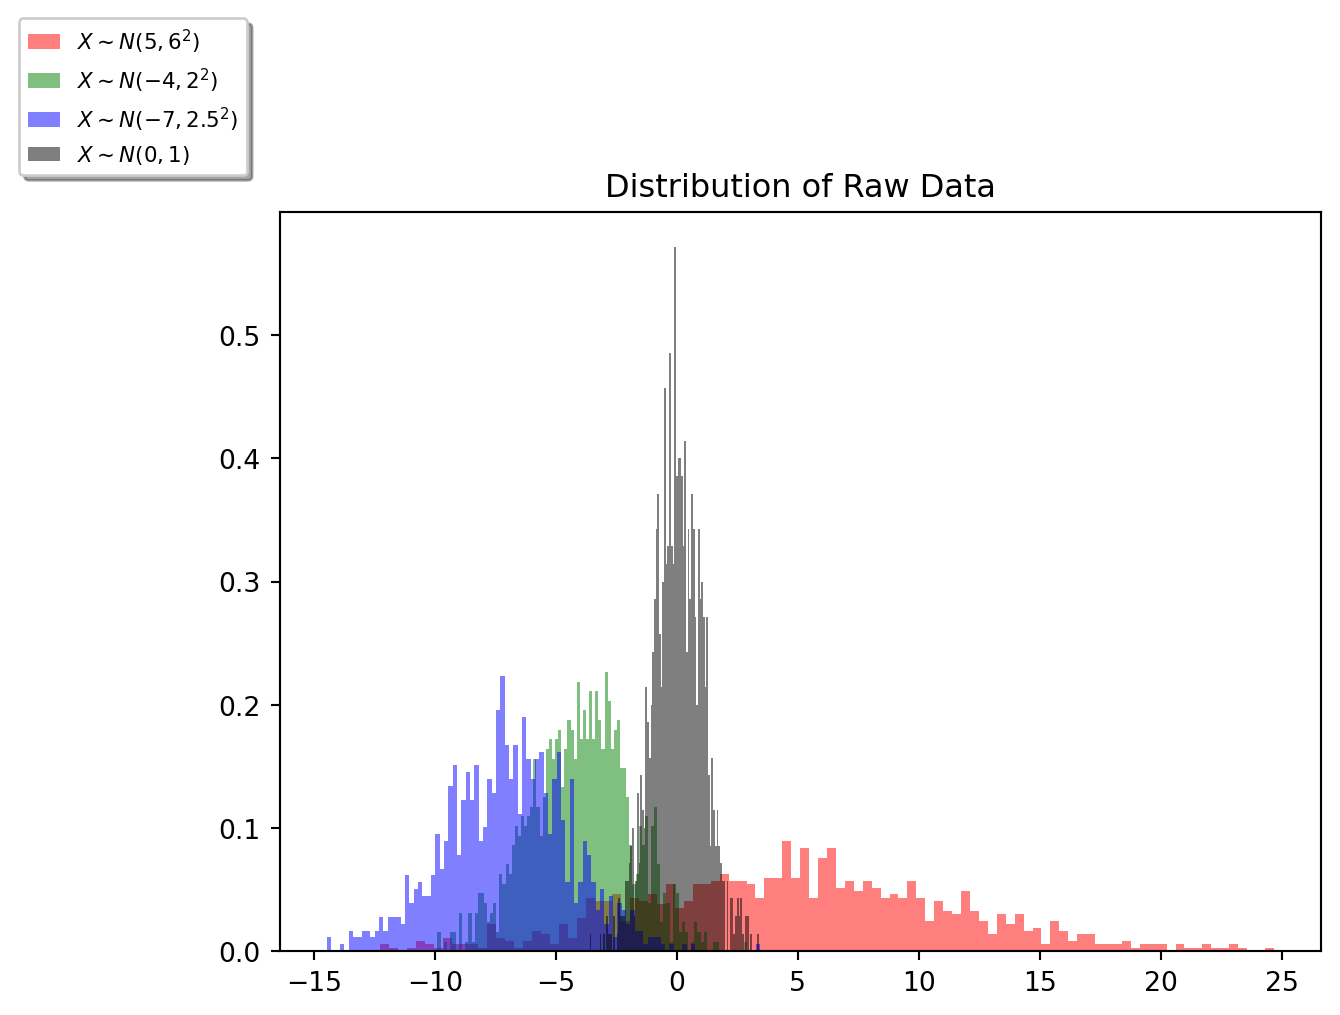 X ~ N(5, 6²)
X ~ N(−4, 2²)
X ~ N(−7, 2.5²)
X ~ N(0, 1)
Distribution of Raw Data
0.5
0.4
0.3
0.2
0.1
0.0
−15 −10 −5 0 5 10 15 20 25